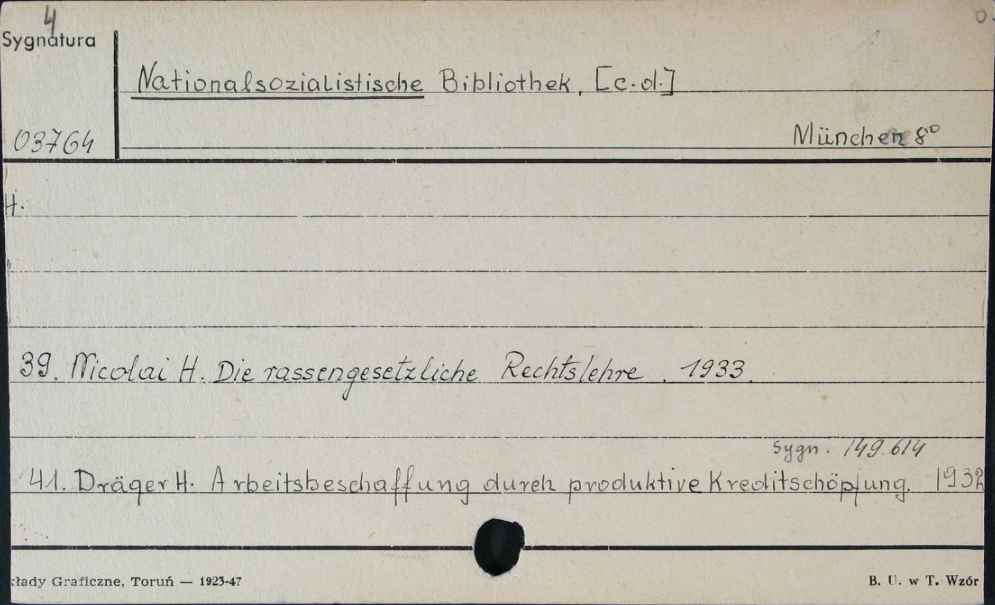 4
Sygnatura
Nationalsozialistische Bibliothek, [c.d.]
03764
München 8°
H.
39. Nicolai H. Die rassengesetzliche Rechtslehre. 1933.
Sygn. 149.614
41. Dräger H. Arbeitsbeschaffung durch produktive Kreditschöpfung. 1932
kłady Graficzne, Toruń — 1923-47
B. U. w T. Wzór